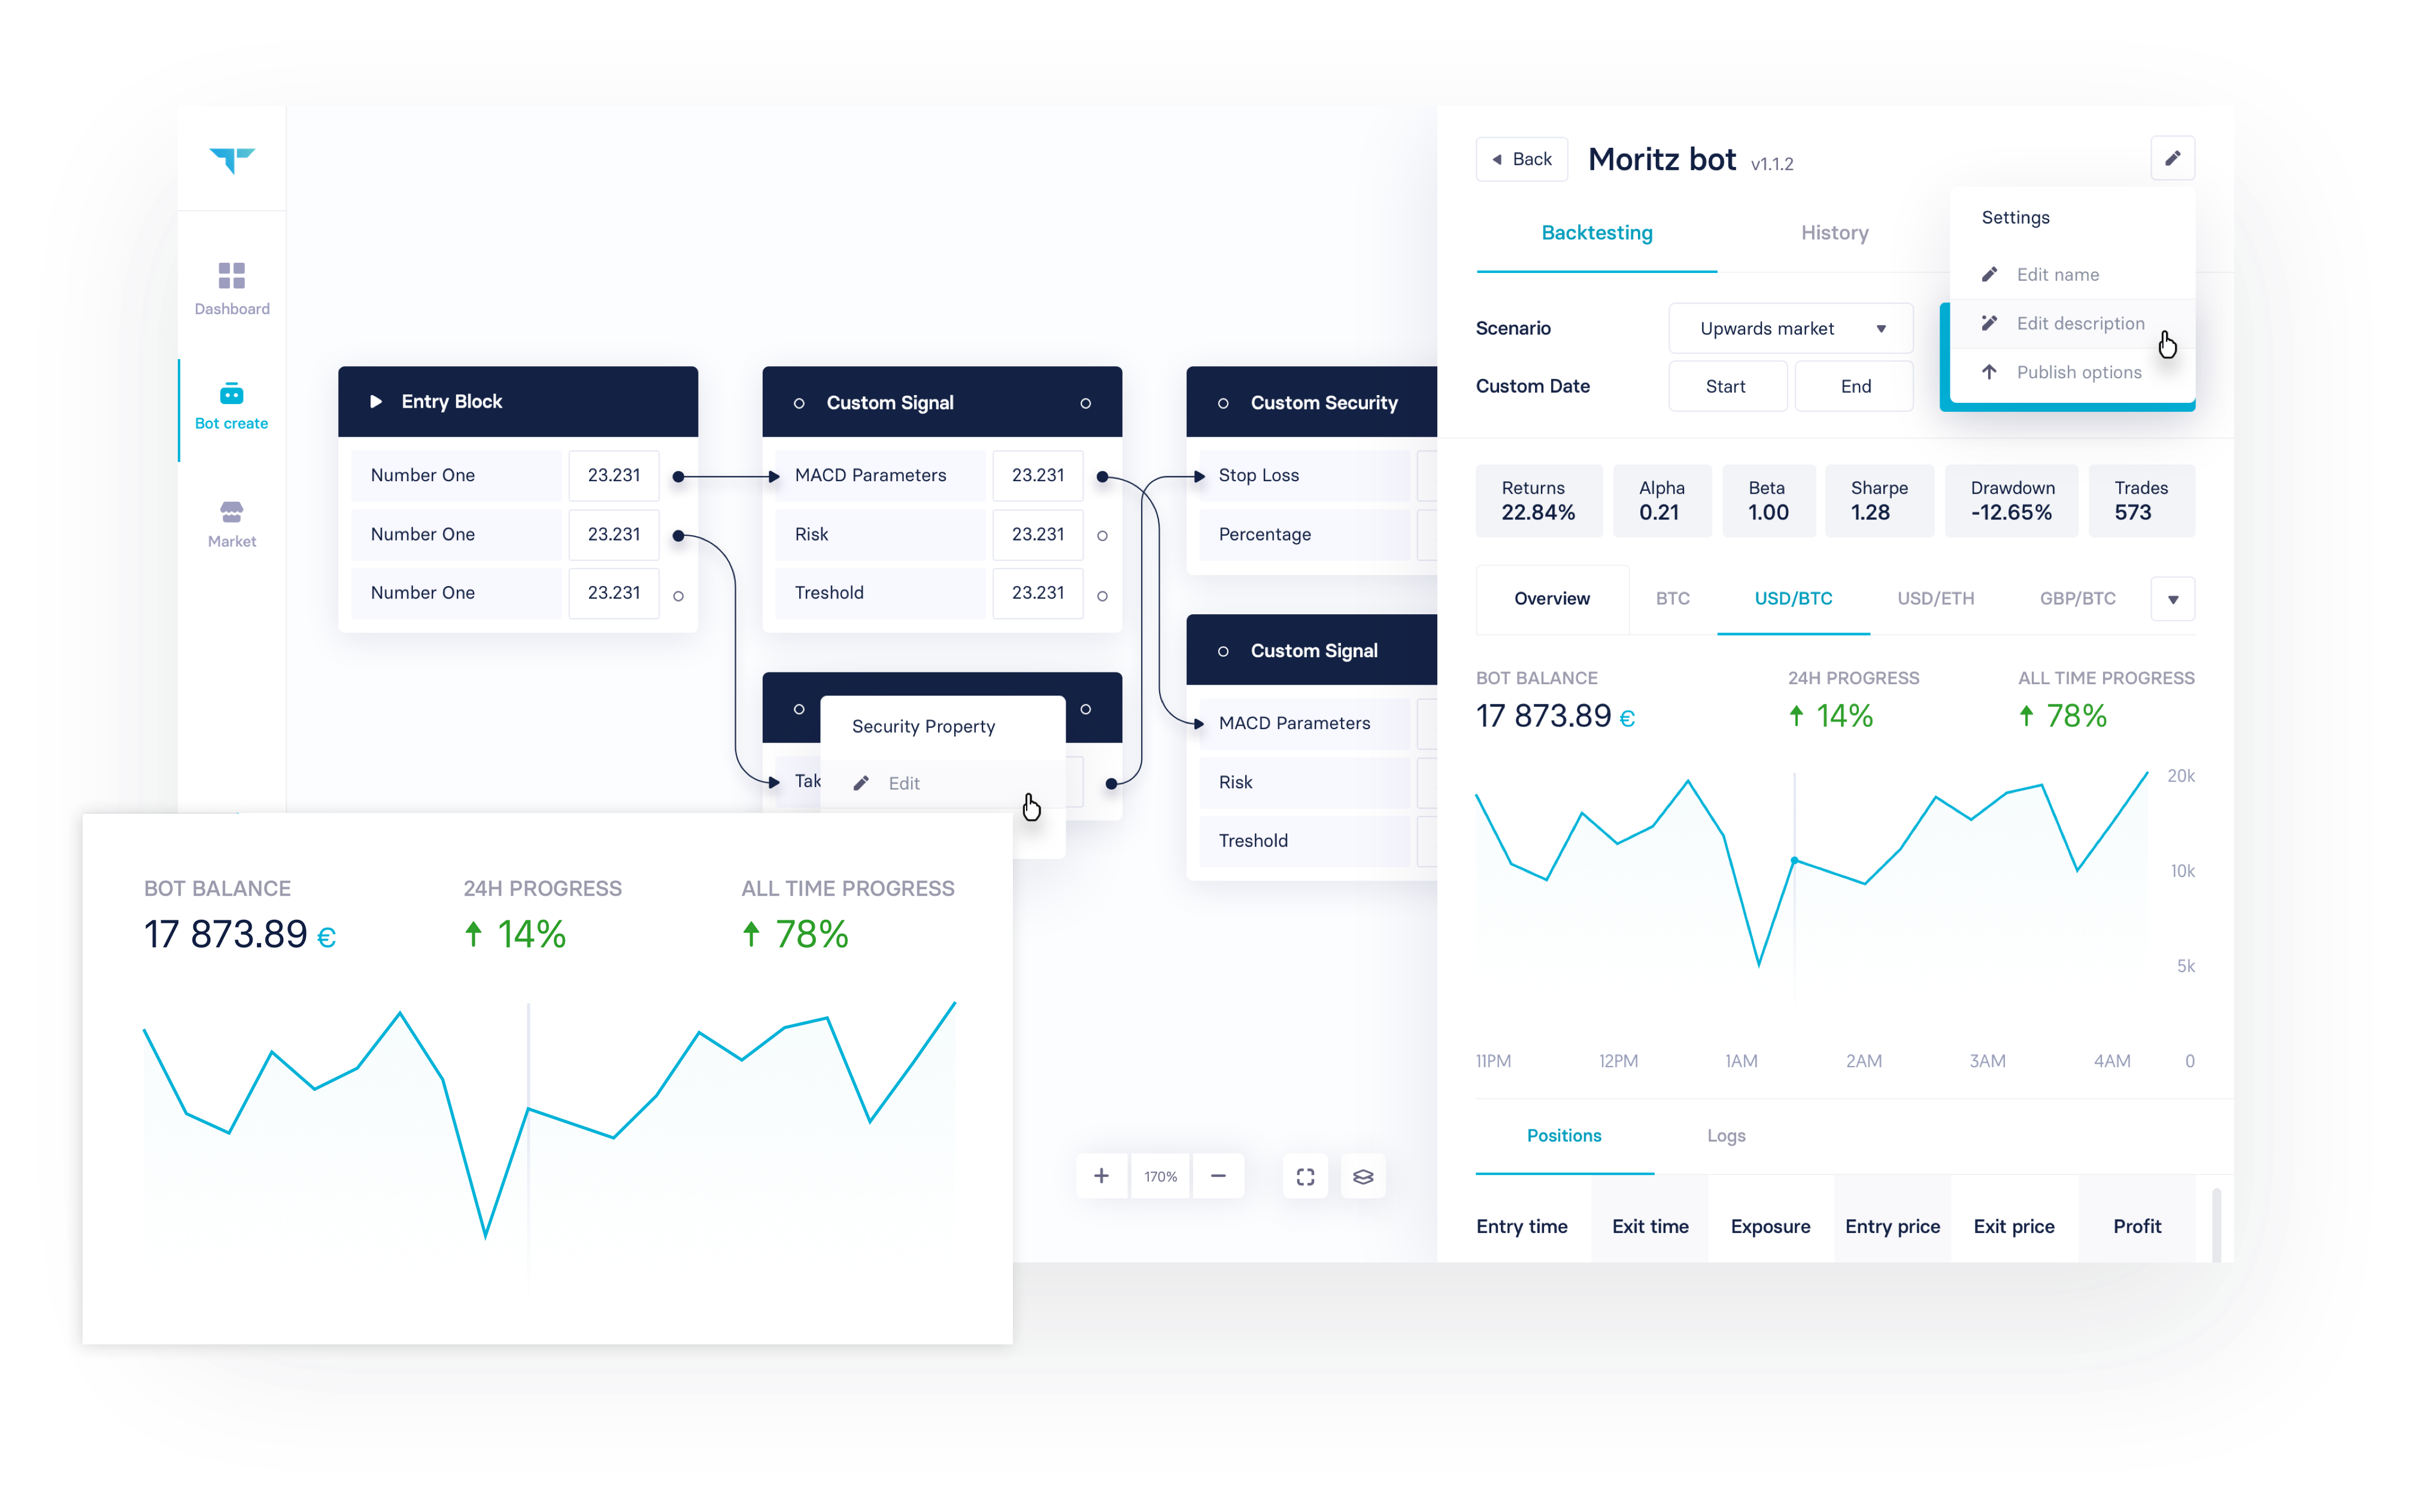 Dashboard
Bot create
Market
Entry Block
Number One 23.231
Number One 23.231
Number One 23.231
Custom Signal
MACD Parameters 23.231
Risk 23.231
Treshold 23.231
Security Property
Edit
Custom Security
Stop Loss
Percentage
Custom Signal
MACD Parameters
Risk
Treshold
170%
BOT BALANCE 24H PROGRESS ALL TIME PROGRESS
17 873.89 € 14% 78%
Back Moritz bot v1.1.2
Backtesting History
Settings
Edit name
Edit description
Publish options
Scenario Upwards market
Custom Date Start End
Returns Alpha Beta Sharpe Drawdown Trades
22.84% 0.21 1.00 1.28 -12.65% 573
Overview BTC USD/BTC USD/ETH GBP/BTC
BOT BALANCE 24H PROGRESS ALL TIME PROGRESS
17 873.89 € 14% 78%
20k
10k
5k
11PM 12PM 1AM 2AM 3AM 4AM 0
Positions Logs
Entry time Exit time Exposure Entry price Exit price Profit